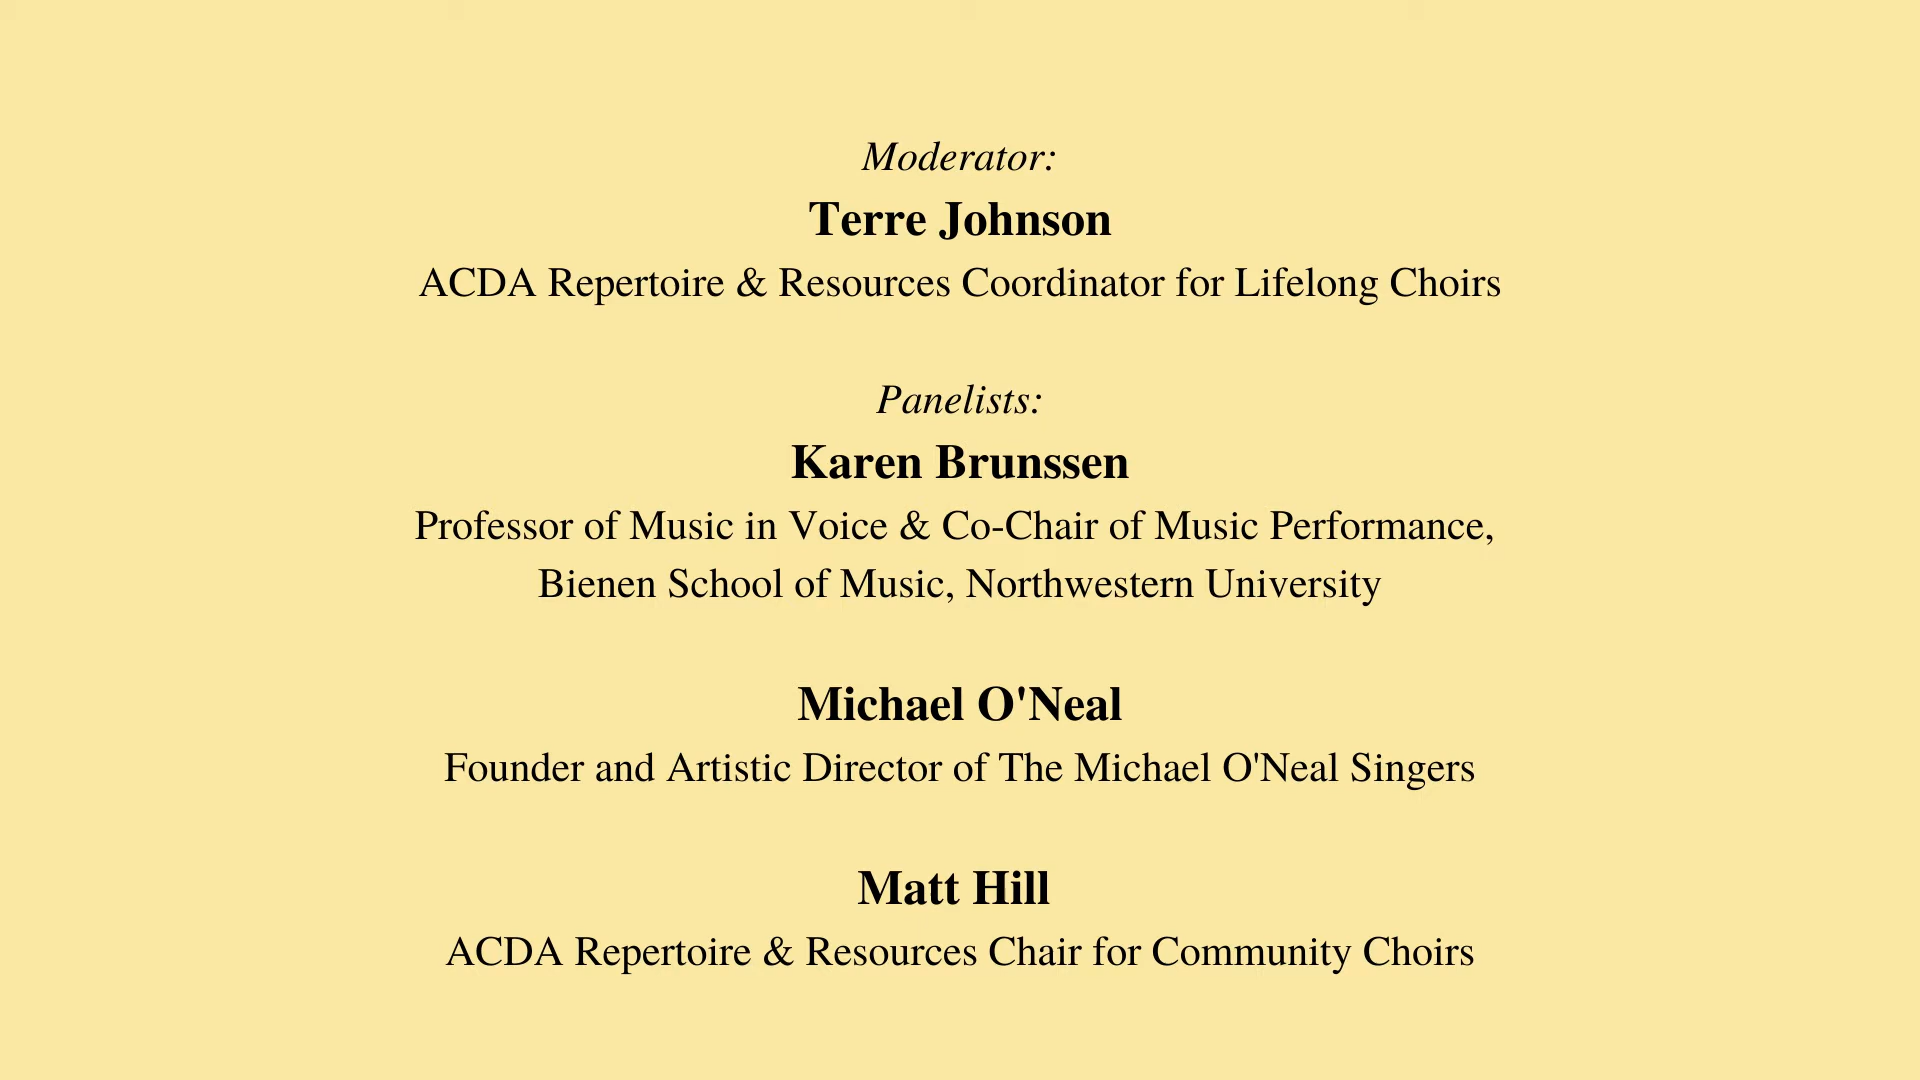 Moderator:
Terre Johnson
ACDA Repertoire & Resources Coordinator for Lifelong Choirs
Panelists:
Karen Brunssen
Professor of Music in Voice & Co-Chair of Music Performance,
Bienen School of Music, Northwestern University
Michael O'Neal
Founder and Artistic Director of The Michael O'Neal Singers
Matt Hill
ACDA Repertoire & Resources Chair for Community Choirs